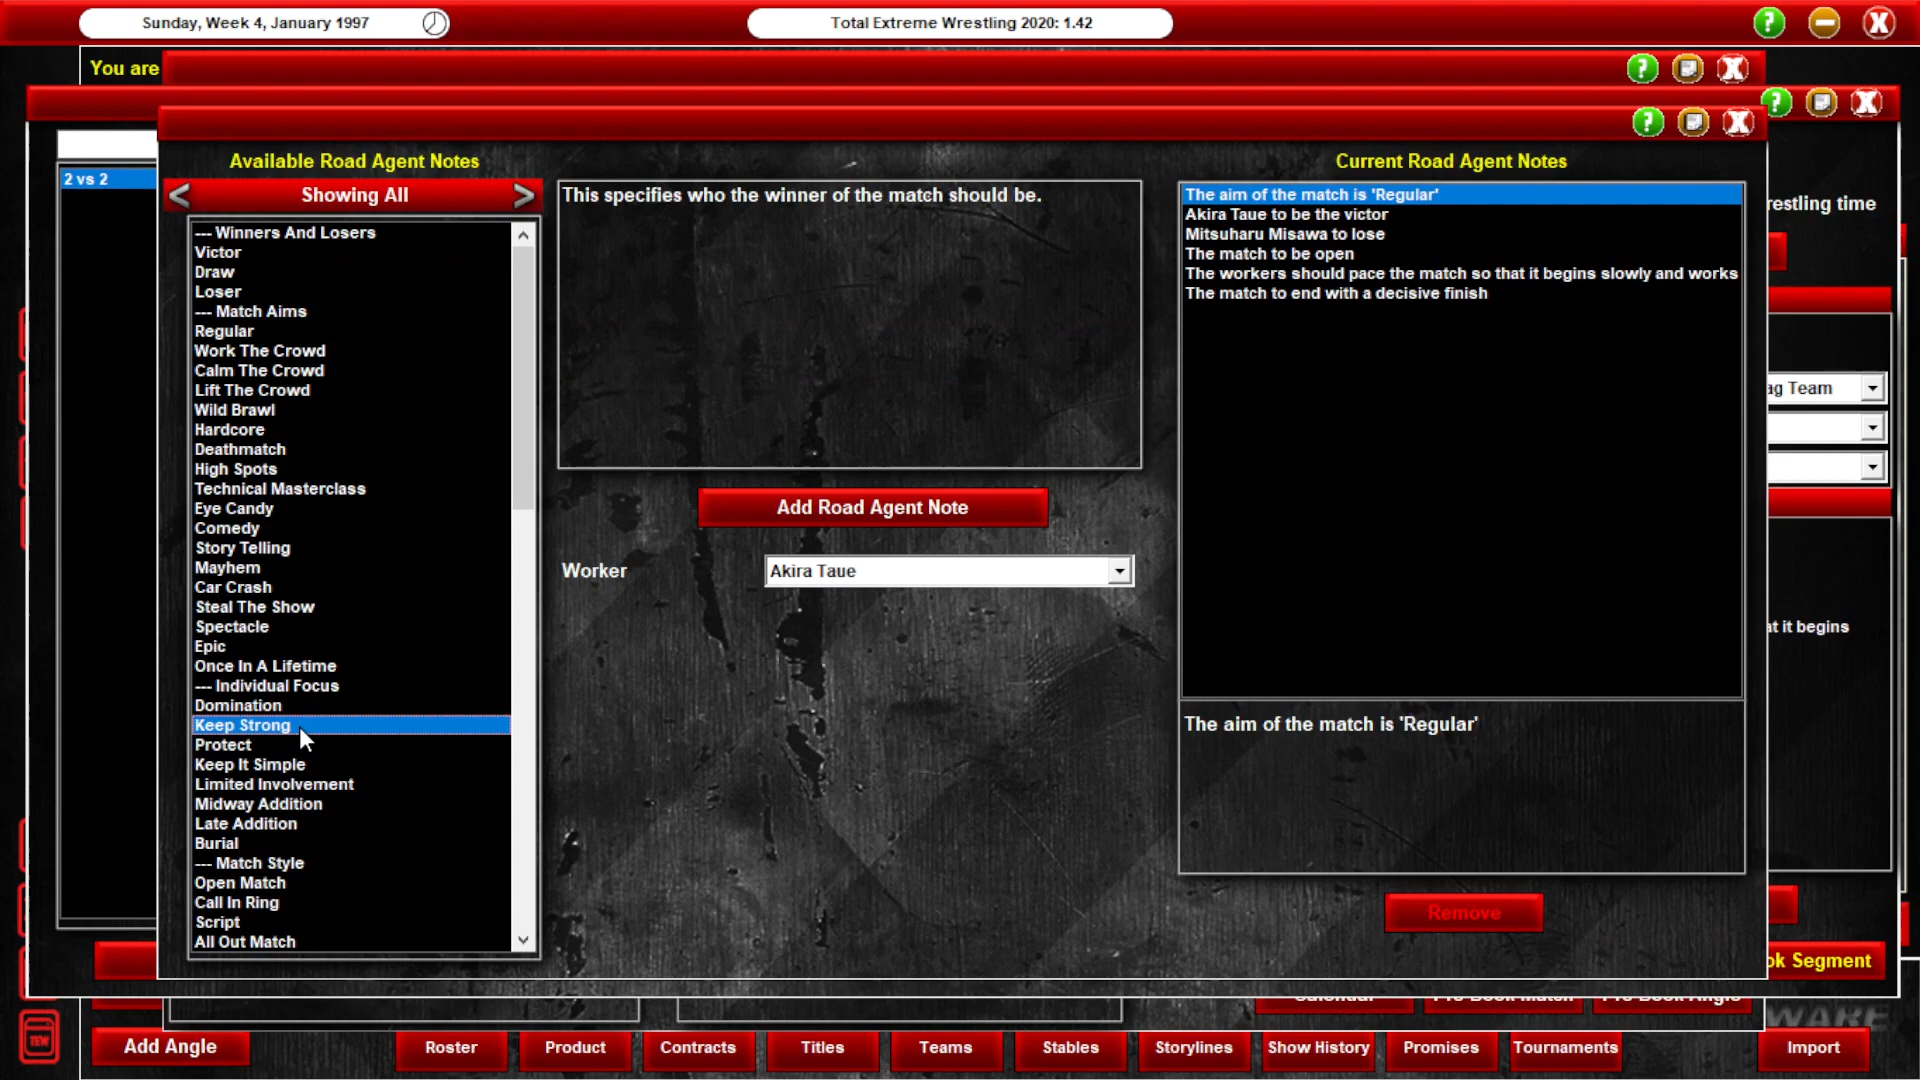 Sunday, Week 4, January 1997
Total Extreme Wrestling 2020: 1.42
You are
Available Road Agent Notes
Current Road Agent Notes
2 vs 2
Showing All
This specifies who the winner of the match should be.
The aim of the match is 'Regular'
Akira Taue to be the victor
Mitsuharu Misawa to lose
The match to be open
The workers should pace the match so that it begins slowly and works
The match to end with a decisive finish
restling time
--- Winners And Losers
Victor
Draw
Loser
--- Match Aims
Regular
Work The Crowd
Calm The Crowd
Lift The Crowd
Wild Brawl
Hardcore
Deathmatch
High Spots
Technical Masterclass
Eye Candy
Comedy
Story Telling
Mayhem
Car Crash
Steal The Show
Spectacle
Epic
Once In A Lifetime
--- Individual Focus
Domination
Keep Strong
Protect
Keep It Simple
Limited Involvement
Midway Addition
Late Addition
Burial
--- Match Style
Open Match
Call In Ring
Script
All Out Match
ag Team
Add Road Agent Note
Worker
Akira Taue
at it begins
The aim of the match is 'Regular'
Remove
ok Segment
Calendar
Pre Book Match
Pre Book Angle
WARE
TEW
Add Angle
Roster
Product
Contracts
Titles
Teams
Stables
Storylines
Show History
Promises
Tournaments
Import